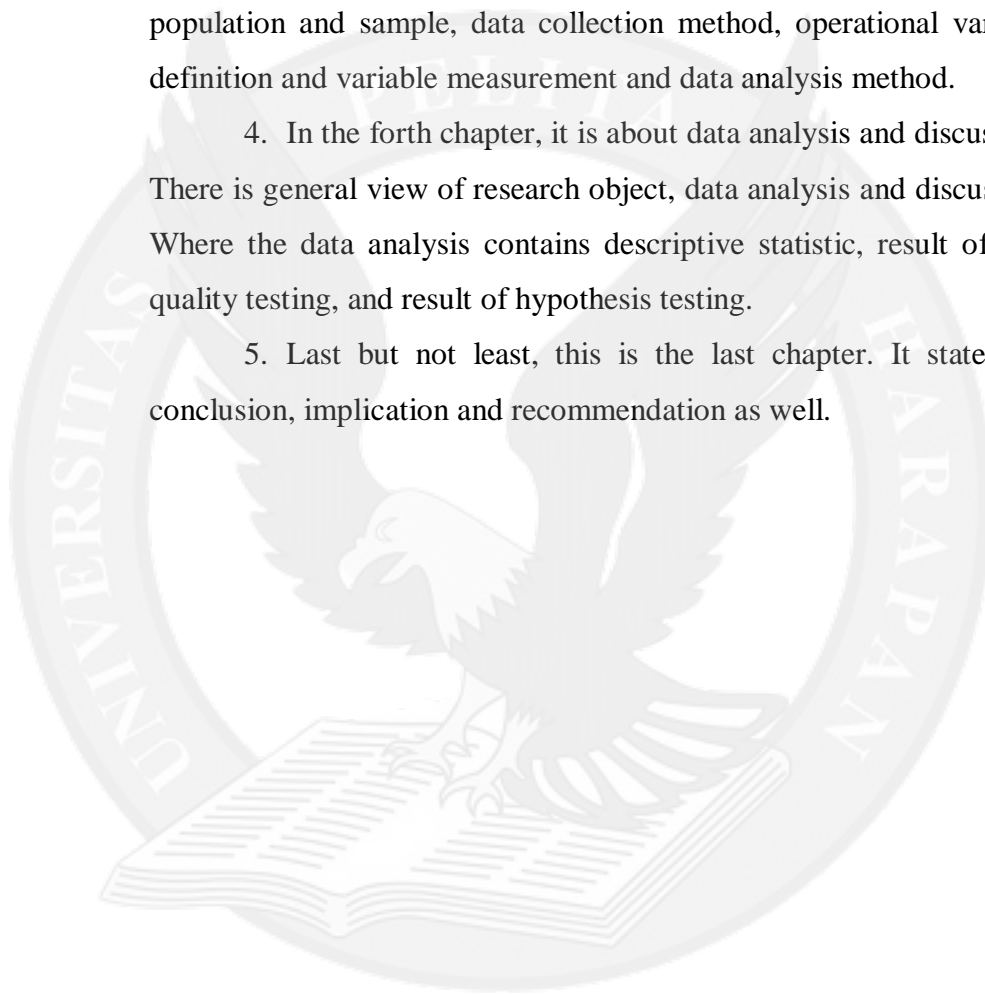 population and sample, data collection method, operational var
definition and variable measurement and data analysis method.
4. In the forth chapter, it is about data analysis and discus
There is general view of research object, data analysis and discus
Where the data analysis contains descriptive statistic, result of
quality testing, and result of hypothesis testing.
5. Last but not least, this is the last chapter. It state
conclusion, implication and recommendation as well.
UNIVERSITAS PELITA HARAPAN